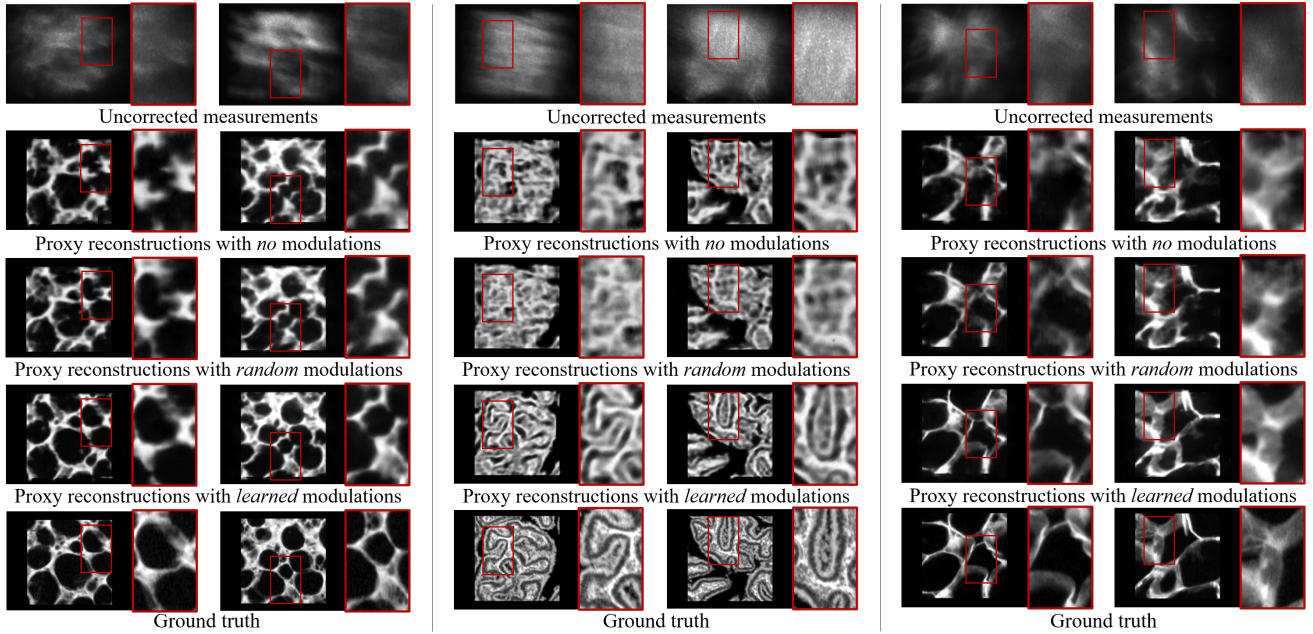 Uncorrected measurements
Uncorrected measurements
Uncorrected measurements
Proxy reconstructions with no modulations
Proxy reconstructions with no modulations
Proxy reconstructions with no modulations
Proxy reconstructions with random modulations
Proxy reconstructions with random modulations
Proxy reconstructions with random modulations
Proxy reconstructions with learned modulations
Proxy reconstructions with learned modulations
Proxy reconstructions with learned modulations
Ground truth
Ground truth
Ground truth